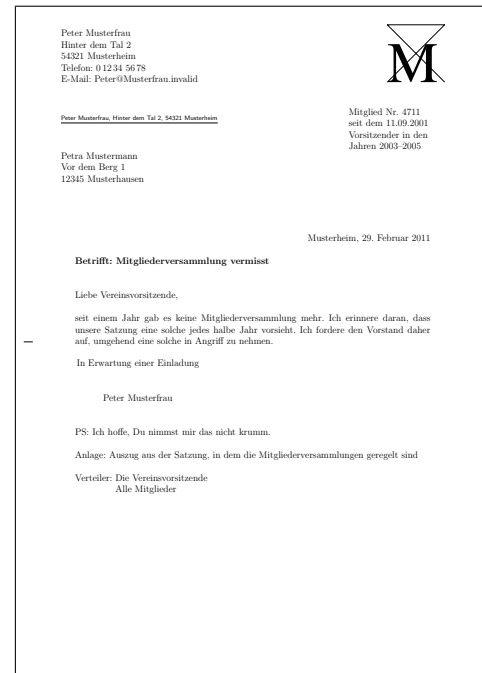 Peter Musterfrau
Hinter dem Tal 2
54321 Musterheim
Telefon: 0 12 34 56 78
E-Mail: Peter@Musterfrau.invalid
M
Peter Musterfrau, Hinter dem Tal 2, 54321 Musterheim
Mitglied Nr. 4711
seit dem 11.09.2001
Vorsitzender in den
Jahren 2003–2005
Petra Mustermann
Vor dem Berg 1
12345 Musterhausen
Musterheim, 29. Februar 2011
Betrifft: Mitgliederversammlung vermisst
Liebe Vereinsvorsitzende,
seit einem Jahr gab es keine Mitgliederversammlung mehr. Ich erinnere daran, dass
unsere Satzung eine solche jedes halbe Jahr vorsieht. Ich fordere den Vorstand daher
auf, umgehend eine solche in Angriff zu nehmen.
In Erwartung einer Einladung
Peter Musterfrau
PS: Ich hoffe, Du nimmst mir das nicht krumm.
Anlage: Auszug aus der Satzung, in dem die Mitgliederversammlungen geregelt sind
Verteiler: Die Vereinsvorsitzende
Alle Mitglieder